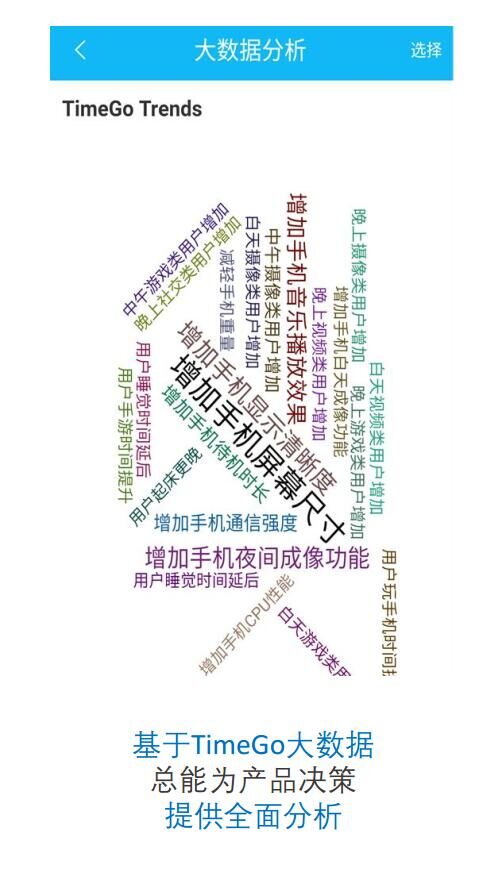 大数据分析
选择
TimeGo Trends
中午游戏类用户增加
晚上社交类用户增加
减轻手机重量
白天摄像类用户增加
中午摄像类用户增加
增加手机音乐播放效果
晚上视频类用户增加
增加手机白天成像功能
晚上摄像类用户增加
晚上游戏类用户增加
白天视频类用户增加
用户睡觉时间延后
用户手游时间提升
增加手机显示清晰度
增加手机屏幕尺寸
增加手机待机时长
用户起床更晚
增加手机通信强度
增加手机夜间成像功能
用户睡觉时间延后
增加手机CPU性能
白天游戏类
用户玩手机时间
基于TimeGo大数据
总能为产品决策
提供全面分析